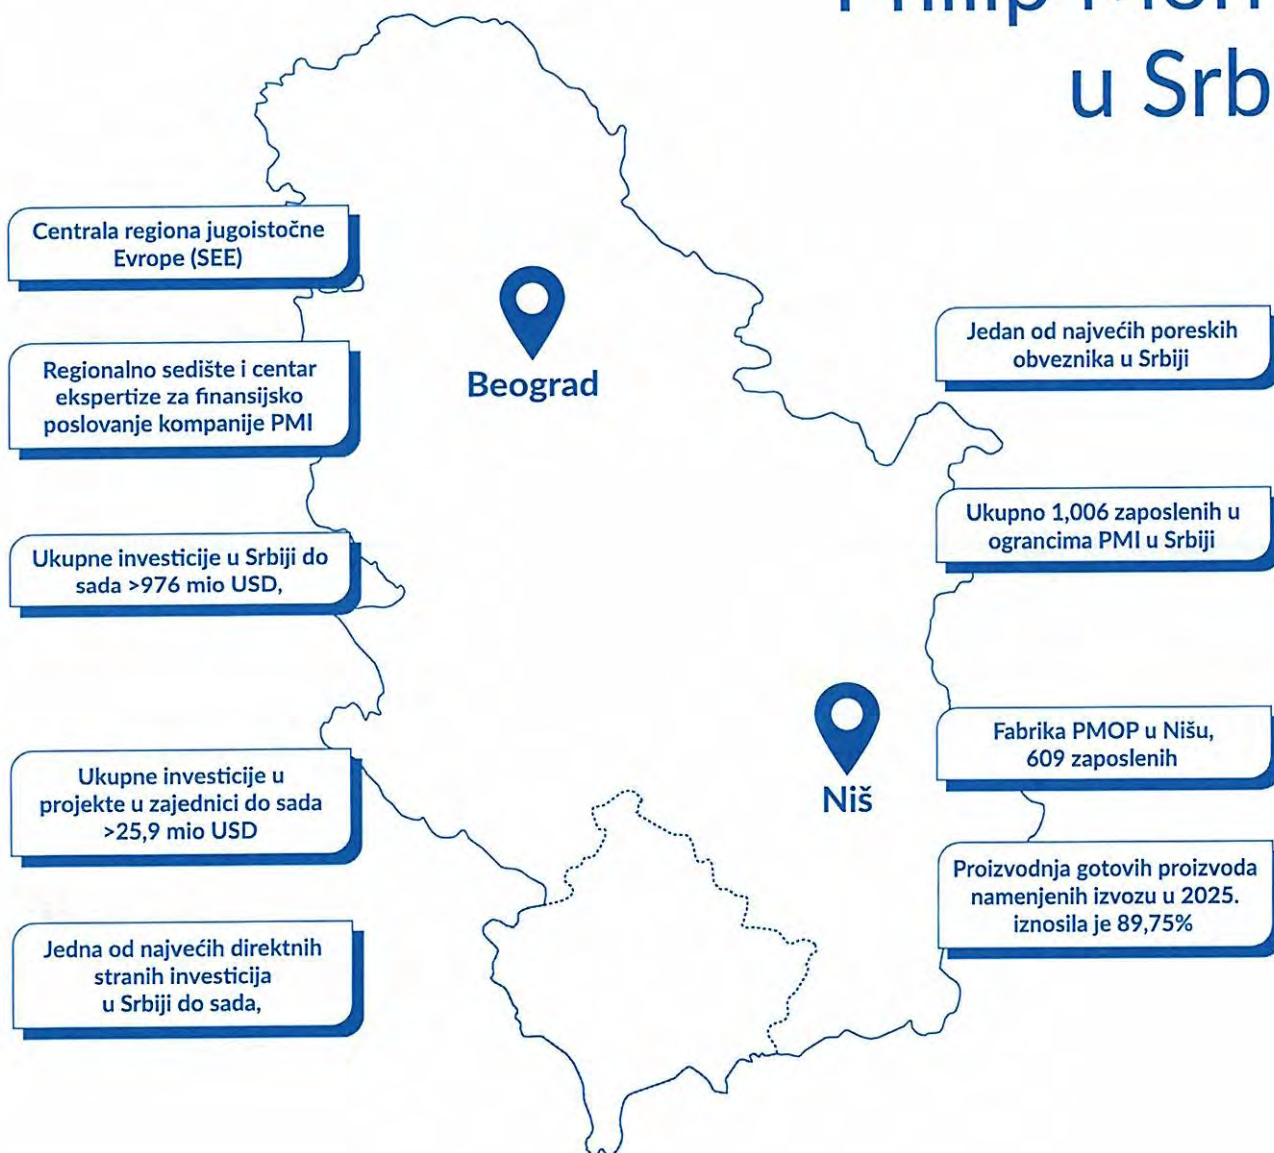 u Srb
Centrala regiona jugoistočne
Evrope (SEE)
Regionalno sedište i centar
ekspertize za finansijsko
poslovanje kompanije PMI
Ukupne investicije u Srbiji do
sada >976 mio USD,
Ukupne investicije u
projekte u zajednici do sada
>25,9 mio USD
Jedna od najvećih direktnih
stranih investicija
u Srbiji do sada,
Beograd
Niš
Jedan od najvećih poreskih
obveznika u Srbiji
Ukupno 1,006 zaposlenih u
ograncima PMI u Srbiji
Fabrika PMOP u Nišu,
609 zaposlenih
Proizvodnja gotovih proizvoda
namenjenih izvozu u 2025.
iznosila je 89,75%